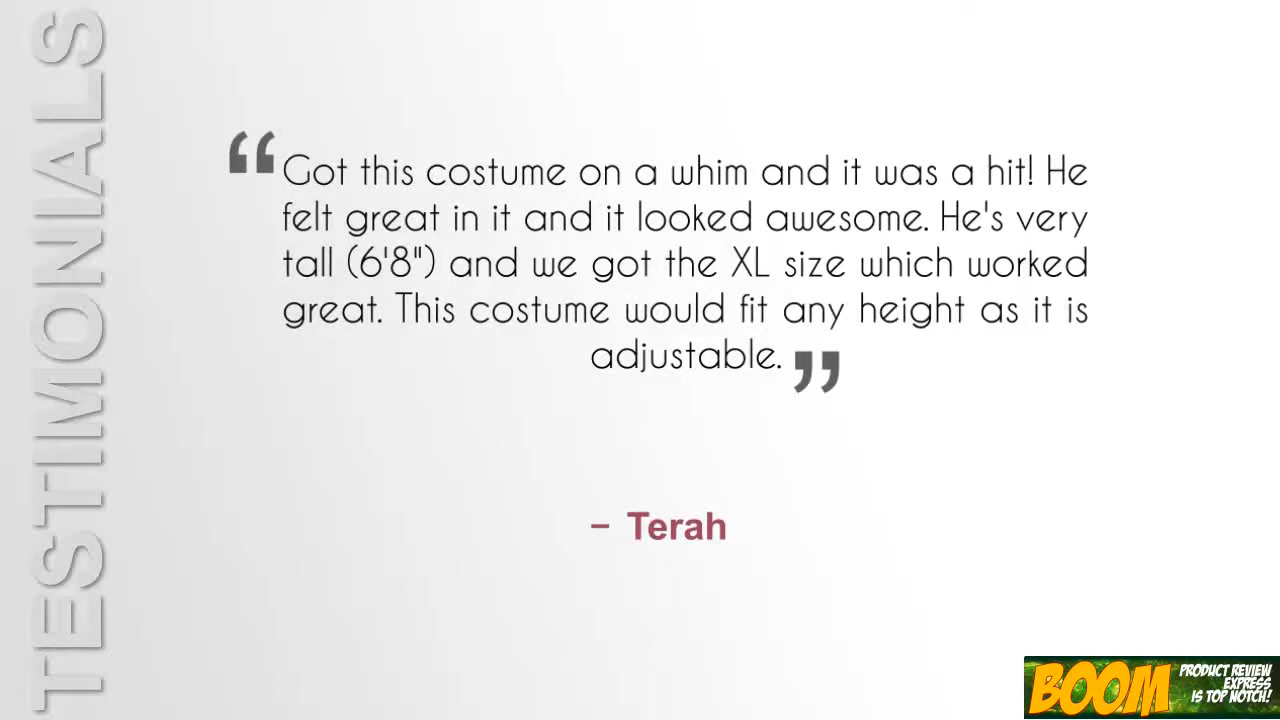 TESTIMONIALS
“Got this costume on a whim and it was a hit! He
felt great in it and it looked awesome. He's very
tall (6'8") and we got the XL size which worked
great. This costume would fit any height as it is
adjustable.”
– Terah
BOOM
PRODUCT REVIEW
EXPRESS
IS TOP NOTCH!